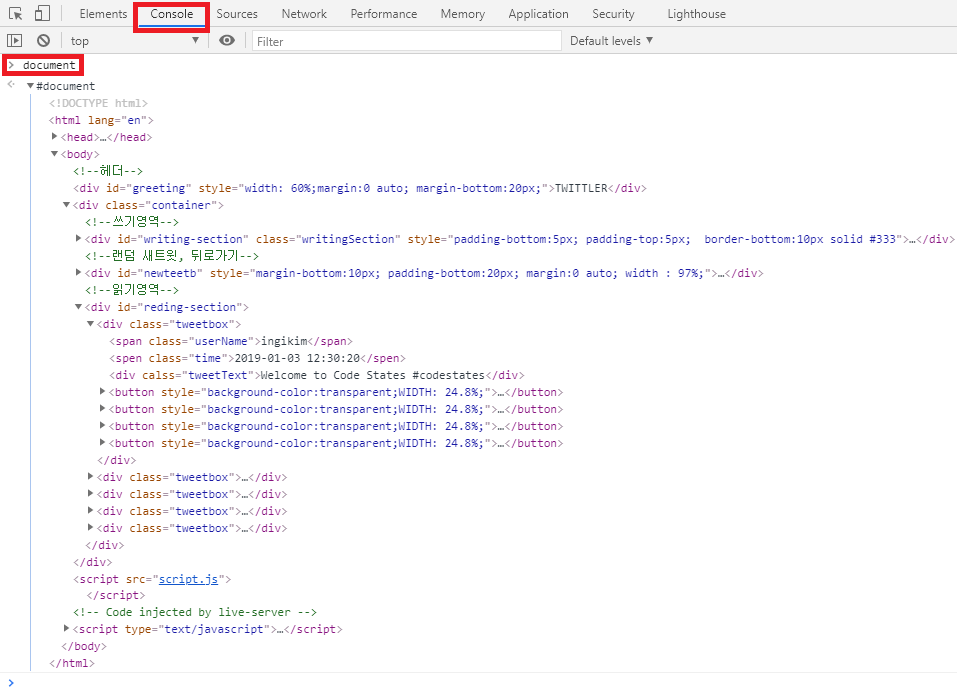 Elements Console Sources Network Performance Memory Application Security Lighthouse
top Filter Default levels
> document
#document
<!DOCTYPE html>
<html lang="en">
<head>…</head>
<body>
<!--헤더-->
<div id="greeting" style="width: 60%;margin:0 auto; margin-bottom:20px;">TWITTLER</div>
<div class="container">
<!--쓰기영역-->
<div id="writing-section" class="writingSection" style="padding-bottom:5px; padding-top:5px;  border-bottom:10px solid #333">…</div>
<!--랜덤 새트윗, 뒤로가기-->
<div id="newteetb" style="margin-bottom:10px; padding-bottom:20px; margin:0 auto; width : 97%;">…</div>
<!--읽기영역-->
<div id="reding-section">
<div class="tweetbox">
<span class="userName">ingikim</span>
<spen class="time">2019-01-03 12:30:20</spen>
<div calss="tweetText">Welcome to Code States #codestates</div>
<button style="background-color:transparent;WIDTH: 24.8%;">…</button>
<button style="background-color:transparent;WIDTH: 24.8%;">…</button>
<button style="background-color:transparent;WIDTH: 24.8%;">…</button>
<button style="background-color:transparent;WIDTH: 24.8%;">…</button>
</div>
<div class="tweetbox">…</div>
<div class="tweetbox">…</div>
<div class="tweetbox">…</div>
<div class="tweetbox">…</div>
</div>
</div>
<script src="script.js">
</script>
<!-- Code injected by live-server -->
<script type="text/javascript">…</script>
</body>
</html>